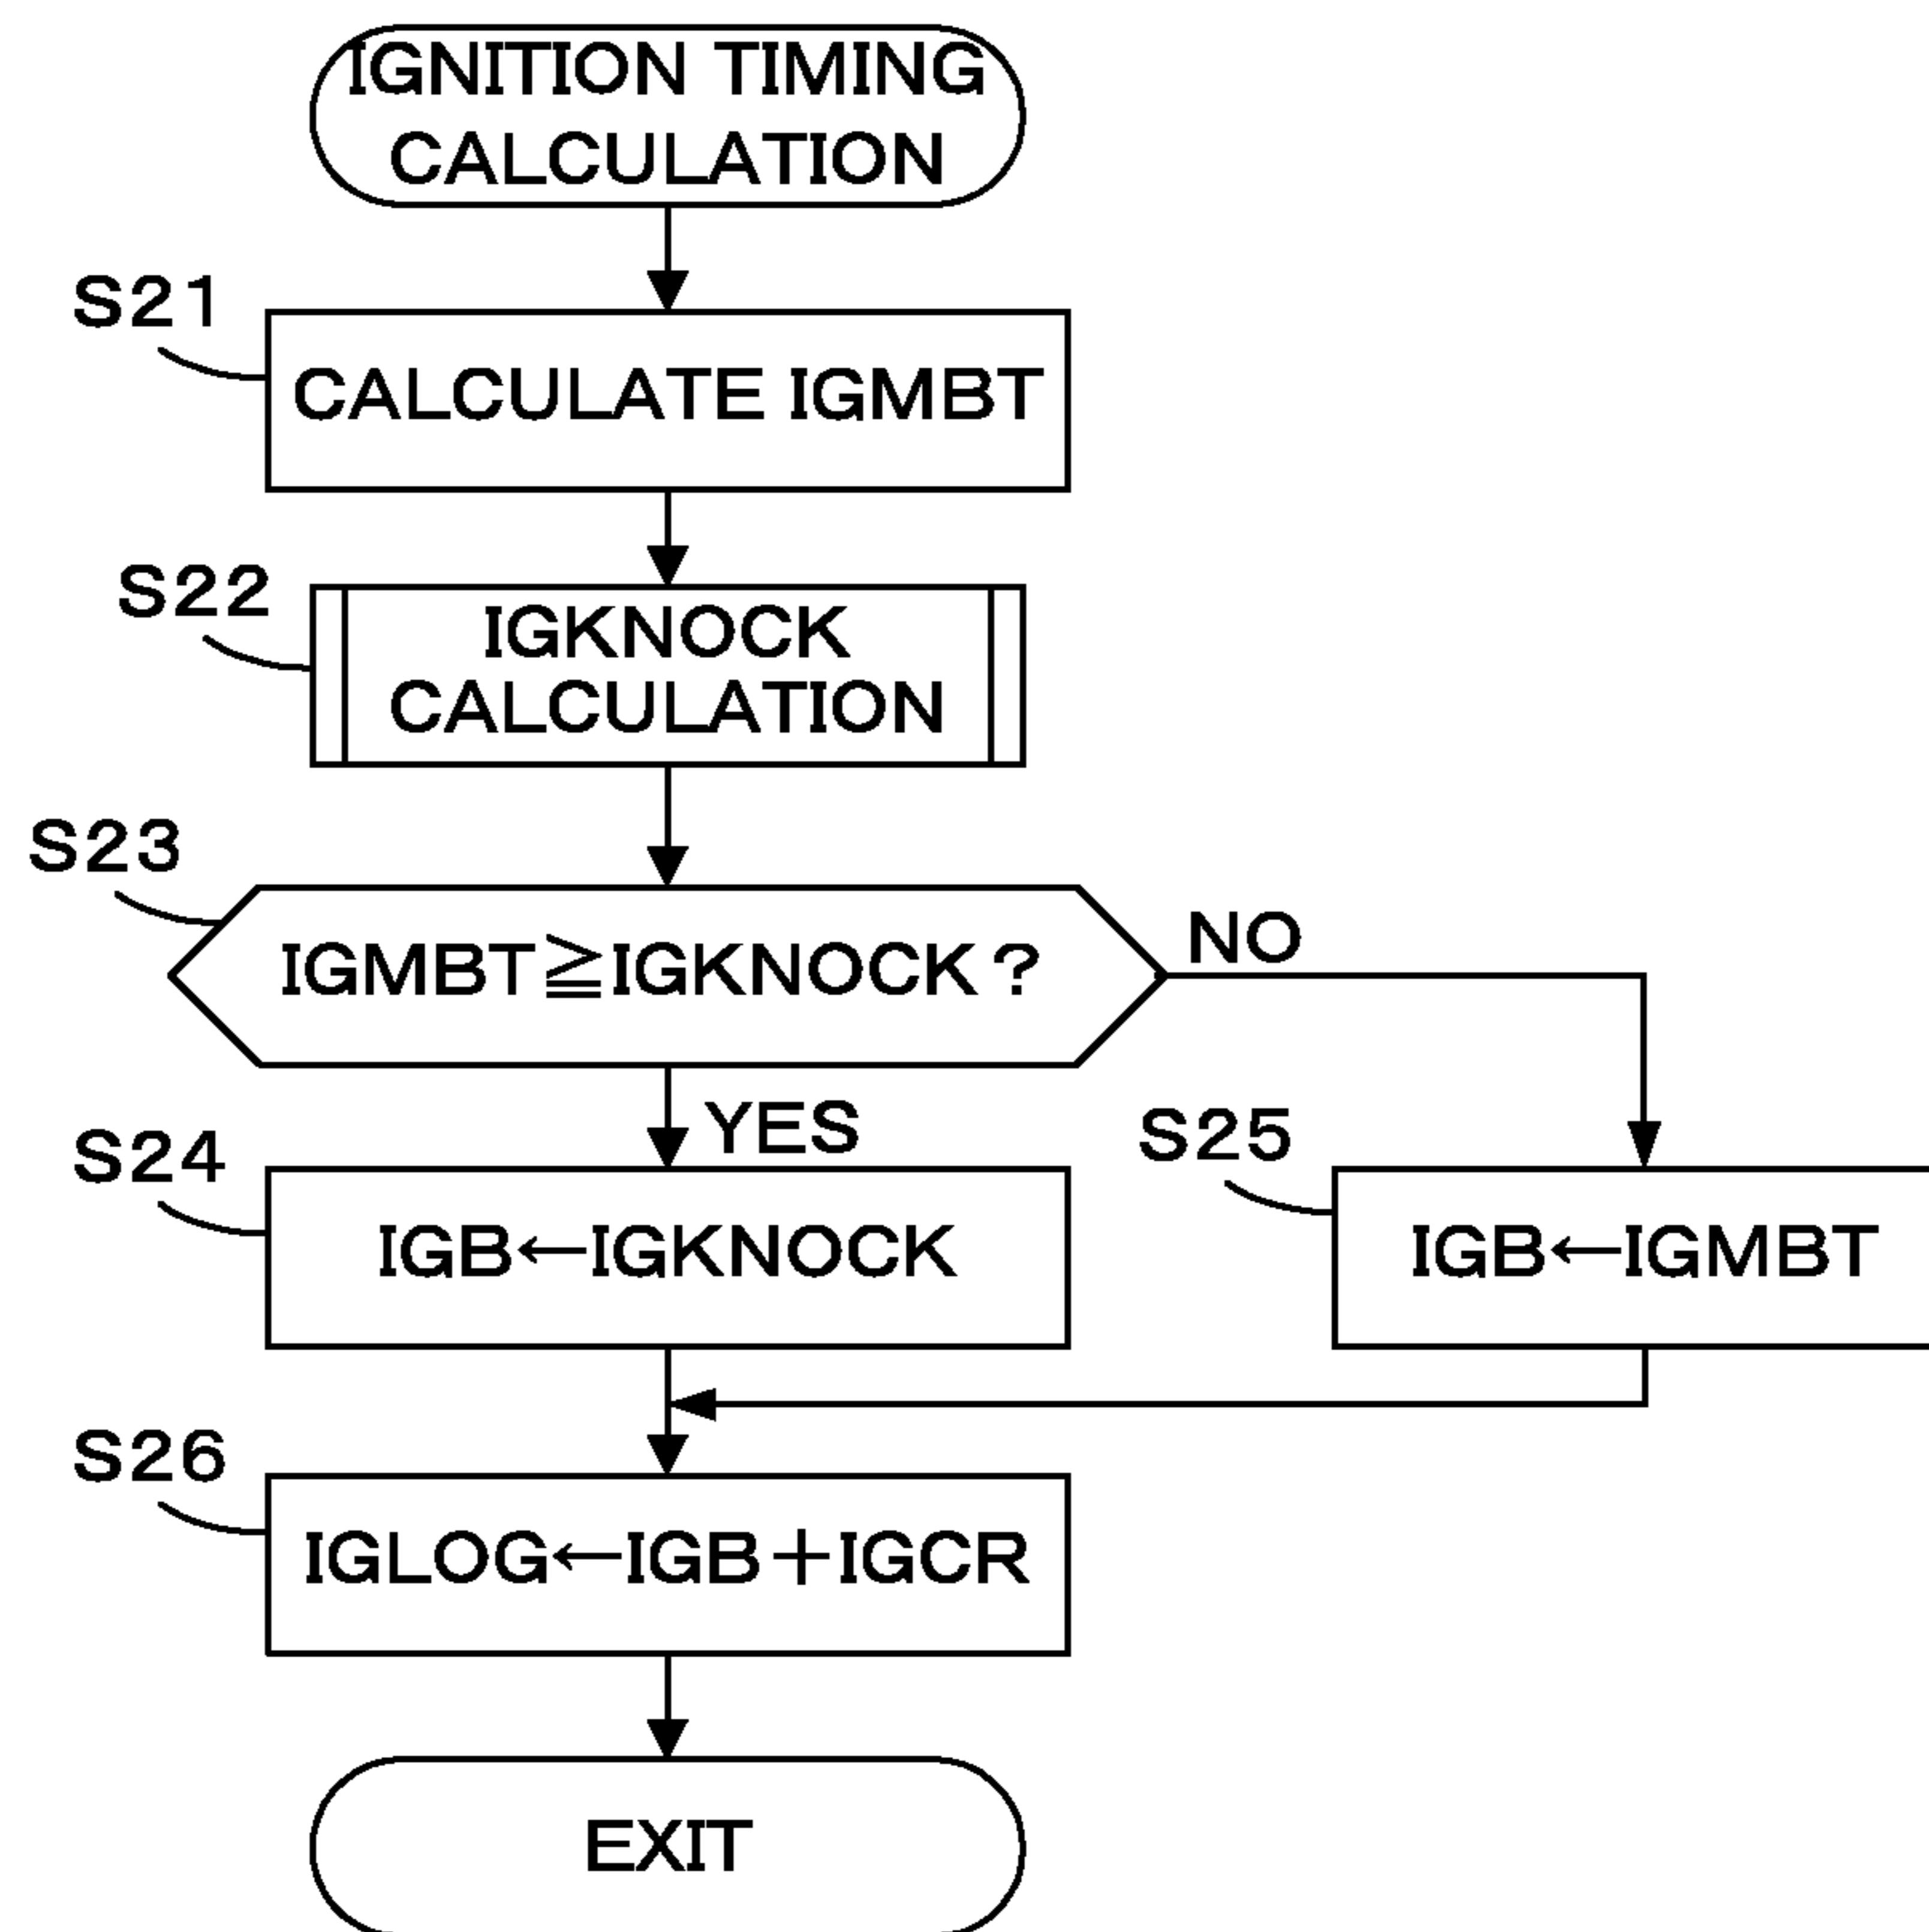 IGNITION TIMING
CALCULATION
S21
CALCULATE IGMBT
S22
IGKNOCK
CALCULATION
S23
IGMBT≧IGKNOCK?
NO
YES
S24
IGB←IGKNOCK
S25
IGB←IGMBT
S26
IGLOG←IGB+IGCR
EXIT